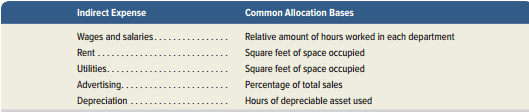 Indirect Expense Common Allocation Bases
Wages and salaries. . . . . . . . . . . . . . . Relative amount of hours worked in each department
Rent . . . . . . . . . . . . . . . . . . . . . . . . . . Square feet of space occupied
Utilities. . . . . . . . . . . . . . . . . . . . . . . . Square feet of space occupied
Advertising. . . . . . . . . . . . . . . . . . . . . Percentage of total sales
Depreciation . . . . . . . . . . . . . . . . . . . Hours of depreciable asset used